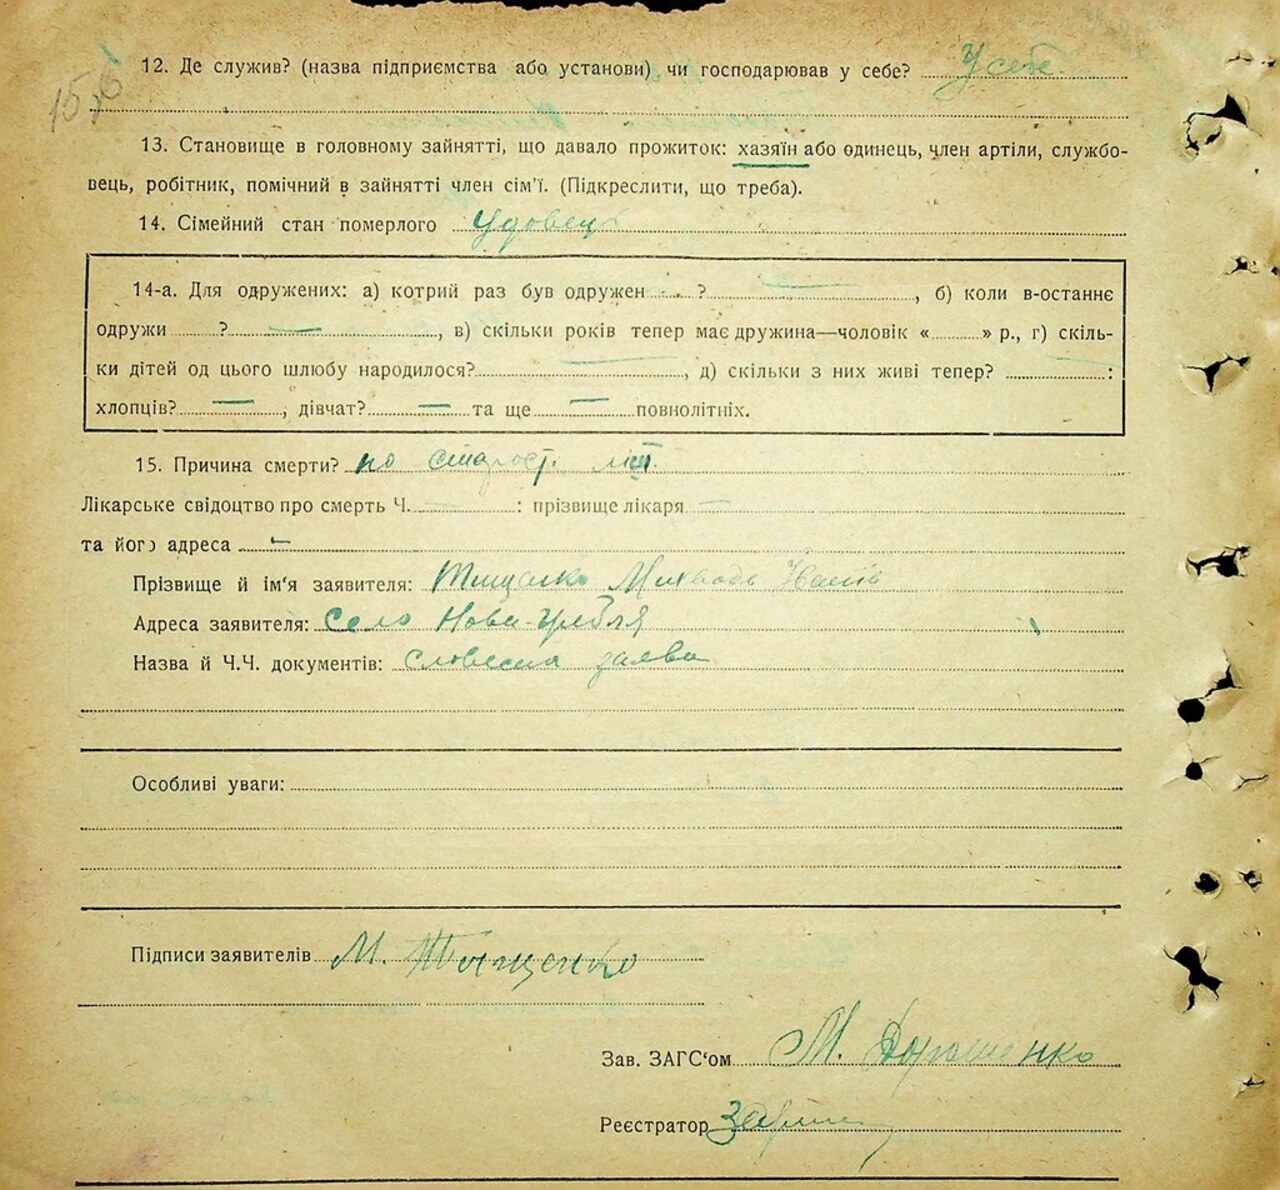 15,6
12. Де служив? (назва підприємства або установи) чи господарював у себе? У себе
13. Становище в головному зайнятті, що давало прожиток: хазяїн або одинець, член артіли, службо-
вець, робітник, помічний в зайнятті член сім'ї. (Підкреслити, що треба).
14. Сімейний стан померлого Удовець
14-а. Для одружених: а) котрий раз був одружен ? —, б) коли в-останнє
одружи ? —, в) скільки років тепер має дружина—чоловік « » р., г) скіль-
ки дітей од цього шлюбу народилося? —, д) скільки з них живі тепер? — :
хлопців? —, дівчат? — та ще — повнолітніх.
15. Причина смерти? по старост. літ.
Лікарське свідоцтво про смерть Ч. — : прізвище лікаря —
та його адреса —
Прізвище й ім'я заявителя: Тищенко
Адреса заявителя: Село Нова-Гребля
Назва й Ч.Ч. документів: словесна заява
Особливі уваги:
Підписи заявителів М. Тищенко
Зав. ЗАГС'ом М. Дорошенко
Реєстратор